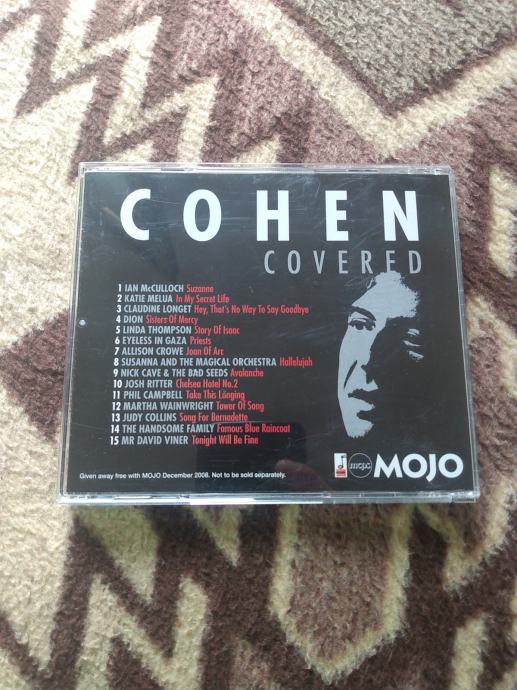 COHEN
COVERED
1 IAN McCULLOCH Suzanne
2 KATIE MELUA In My Secret Life
3 CLAUDINE LONGET Hey, That's No Way To Say Goodbye
4 DION Sisters Of Mercy
5 LINDA THOMPSON Story Of Isaac
6 EYELESS IN GAZA Priests
7 ALLISON CROWE Joan Of Arc
8 SUSANNA AND THE MAGICAL ORCHESTRA Hallelujah
9 NICK CAVE & THE BAD SEEDS Avalanche
10 JOSH RITTER Chelsea Hotel No.2
11 PHIL CAMPBELL Take This Longing
12 MARTHA WAINWRIGHT Tower Of Song
13 JUDY COLLINS Song For Bernadette
14 THE HANDSOME FAMILY Famous Blue Raincoat
15 MR DAVID VINER Tonight Will Be Fine
Given away free with MOJO December 2008. Not to be sold separately.
mcps
MOJO